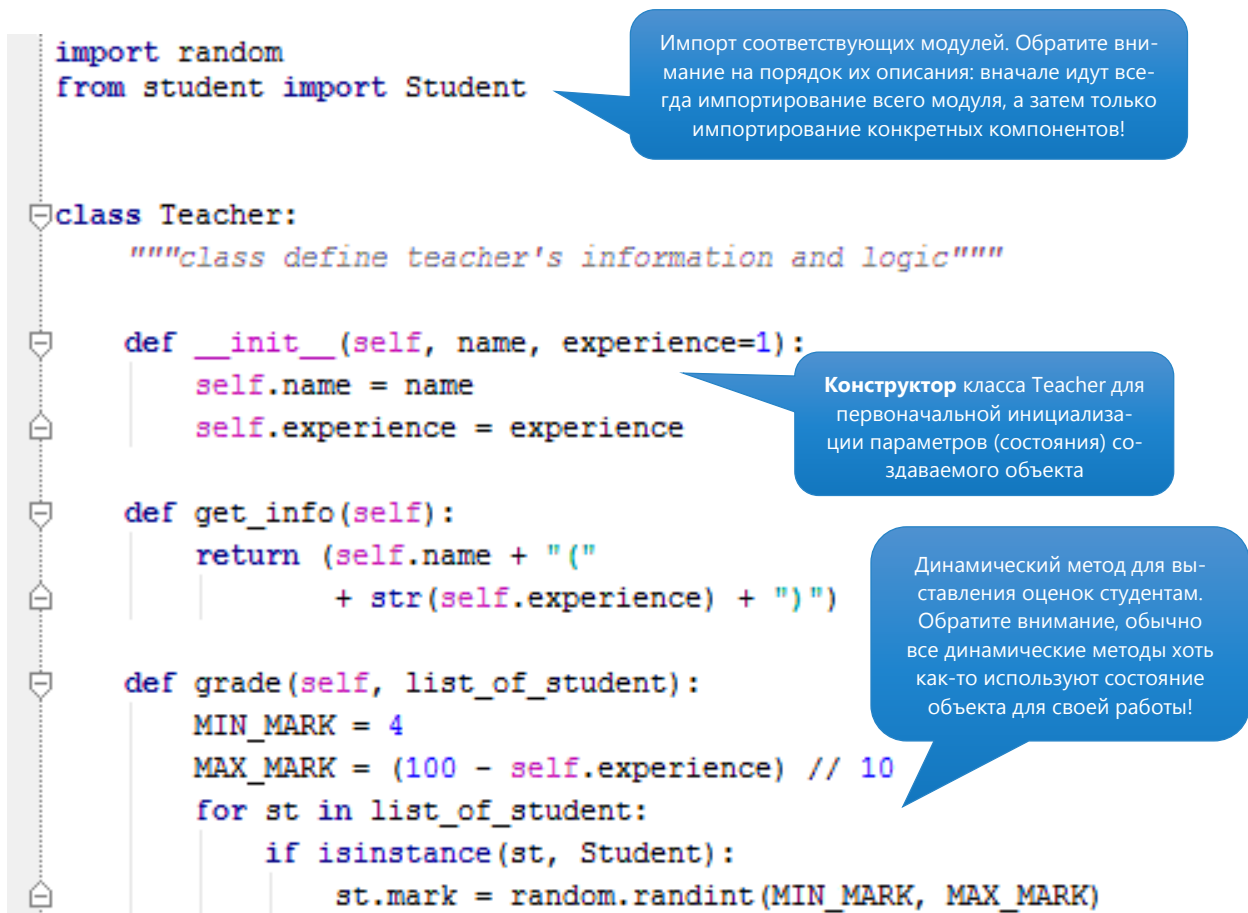 import random
from student import Student
Импорт соответствующих модулей. Обратите вни-
мание на порядок их описания: вначале идут все-
гда импортирование всего модуля, а затем только
импортирование конкретных компонентов!
class Teacher:
"""class define teacher's information and logic"""
def __init__(self, name, experience=1):
self.name = name
self.experience = experience
Конструктор класса Teacher для
первоначальной инициализа-
ции параметров (состояния) со-
здаваемого объекта
def get_info(self):
return (self.name + "("
+ str(self.experience) + ")")
Динамический метод для вы-
ставления оценок студентам.
Обратите внимание, обычно
все динамические методы хоть
как-то используют состояние
объекта для своей работы!
def grade(self, list_of_student):
MIN_MARK = 4
MAX_MARK = (100 - self.experience) // 10
for st in list_of_student:
if isinstance(st, Student):
st.mark = random.randint(MIN_MARK, MAX_MARK)